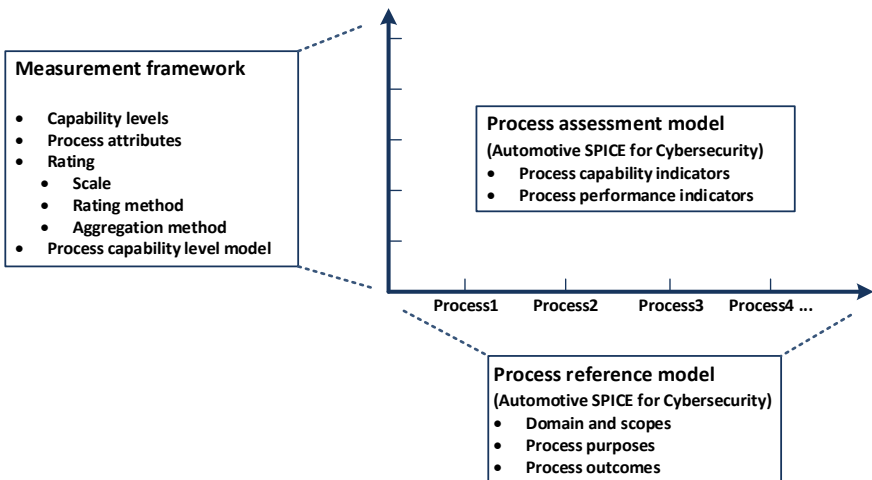 Measurement framework
• Capability levels
• Process attributes
• Rating
• Scale
• Rating method
• Aggregation method
• Process capability level model
Process assessment model
(Automotive SPICE for Cybersecurity)
• Process capability indicators
• Process performance indicators
Process1 Process2 Process3 Process4 ...
Process reference model
(Automotive SPICE for Cybersecurity)
• Domain and scopes
• Process purposes
• Process outcomes